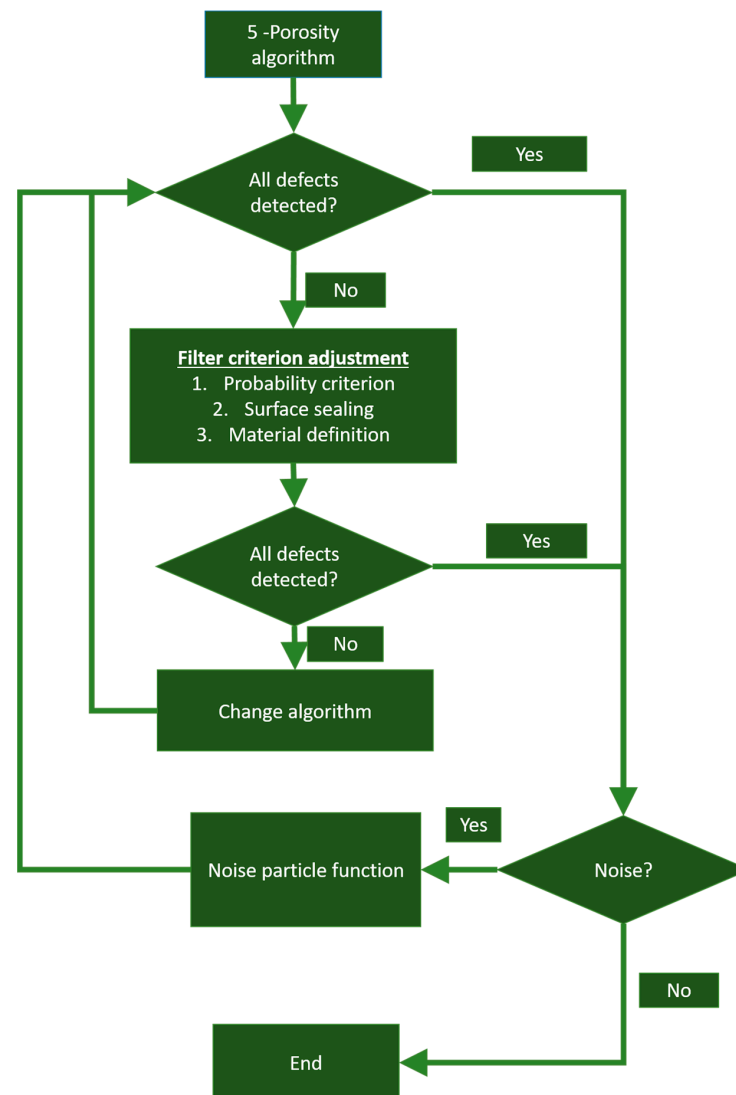 5 -Porosity
algorithm
Yes
All defects
detected?
No
Filter criterion adjustment
1. Probability criterion
2. Surface sealing
3. Material definition
Yes
All defects
detected?
No
Change algorithm
Yes
Noise particle function
Noise?
No
End